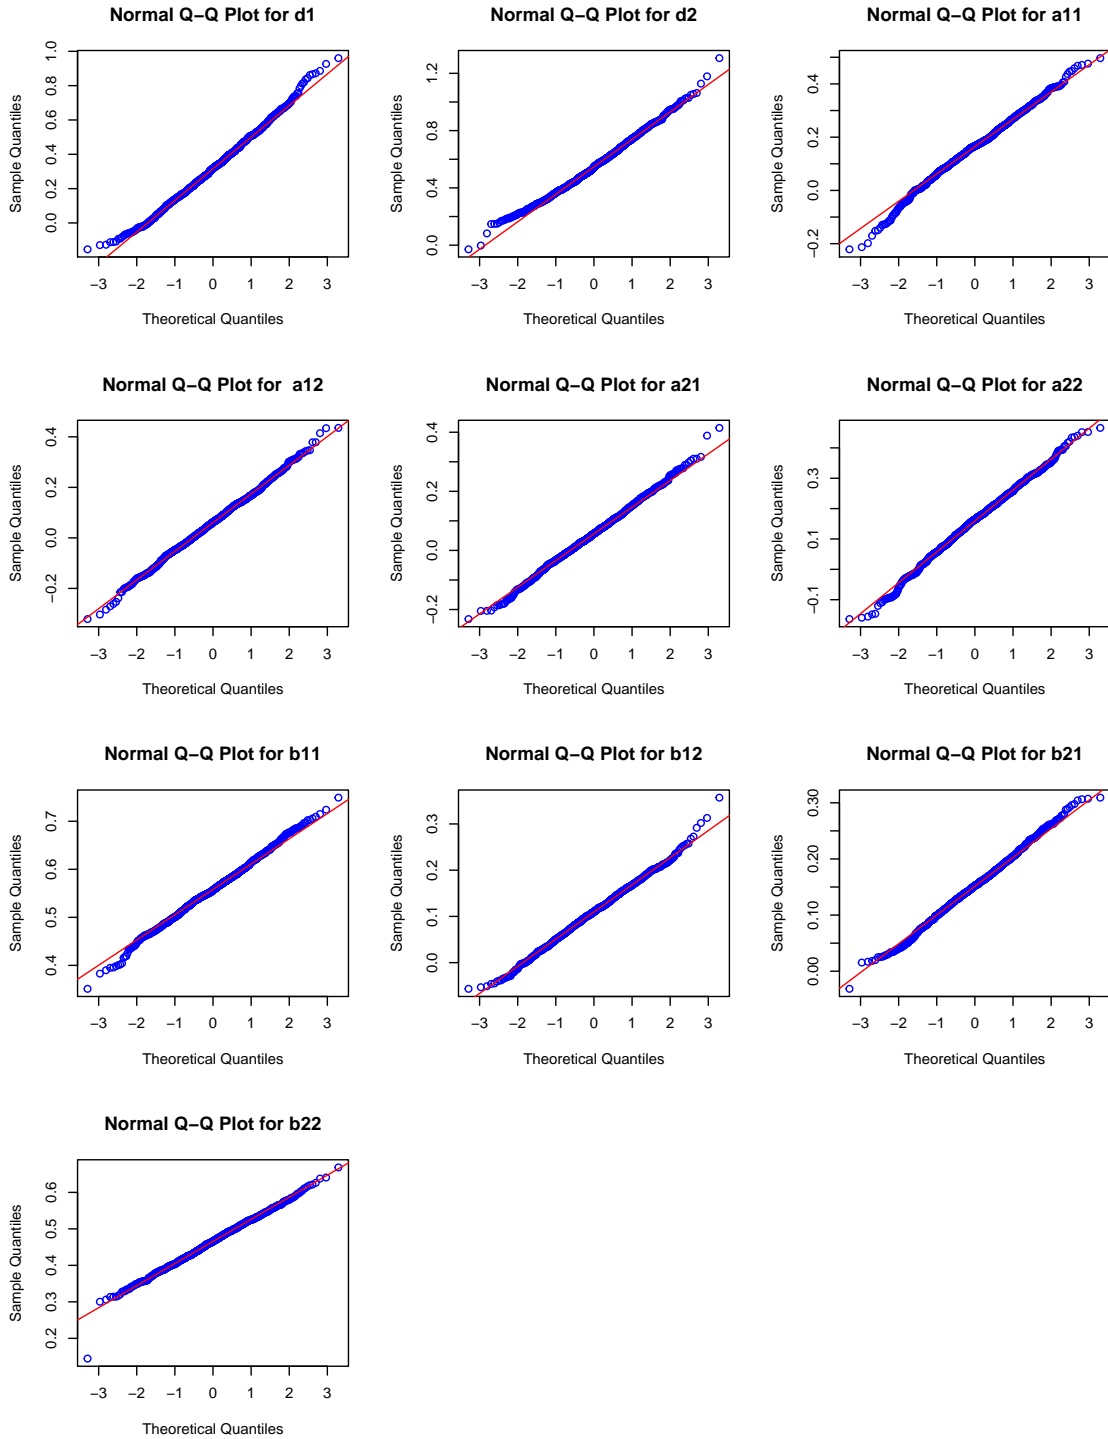 Normal Q−Q Plot for d1
Sample Quantiles
0.0 0.2 0.4 0.6 0.8 1.0
−3 −2 −1 0 1 2 3
Theoretical Quantiles
Normal Q−Q Plot for d2
Sample Quantiles
0.0 0.4 0.8 1.2
−3 −2 −1 0 1 2 3
Theoretical Quantiles
Normal Q−Q Plot for a11
Sample Quantiles
−0.2 0.0 0.2 0.4
−3 −2 −1 0 1 2 3
Theoretical Quantiles
Normal Q−Q Plot for a12
Sample Quantiles
−0.2 0.0 0.2 0.4
−3 −2 −1 0 1 2 3
Theoretical Quantiles
Normal Q−Q Plot for a21
Sample Quantiles
−0.2 0.0 0.2 0.4
−3 −2 −1 0 1 2 3
Theoretical Quantiles
Normal Q−Q Plot for a22
Sample Quantiles
−0.1 0.1 0.3
−3 −2 −1 0 1 2 3
Theoretical Quantiles
Normal Q−Q Plot for b11
Sample Quantiles
0.4 0.5 0.6 0.7
−3 −2 −1 0 1 2 3
Theoretical Quantiles
Normal Q−Q Plot for b12
Sample Quantiles
0.0 0.1 0.2 0.3
−3 −2 −1 0 1 2 3
Theoretical Quantiles
Normal Q−Q Plot for b21
Sample Quantiles
0.00 0.10 0.20 0.30
−3 −2 −1 0 1 2 3
Theoretical Quantiles
Normal Q−Q Plot for b22
Sample Quantiles
0.2 0.3 0.4 0.5 0.6
−3 −2 −1 0 1 2 3
Theoretical Quantiles